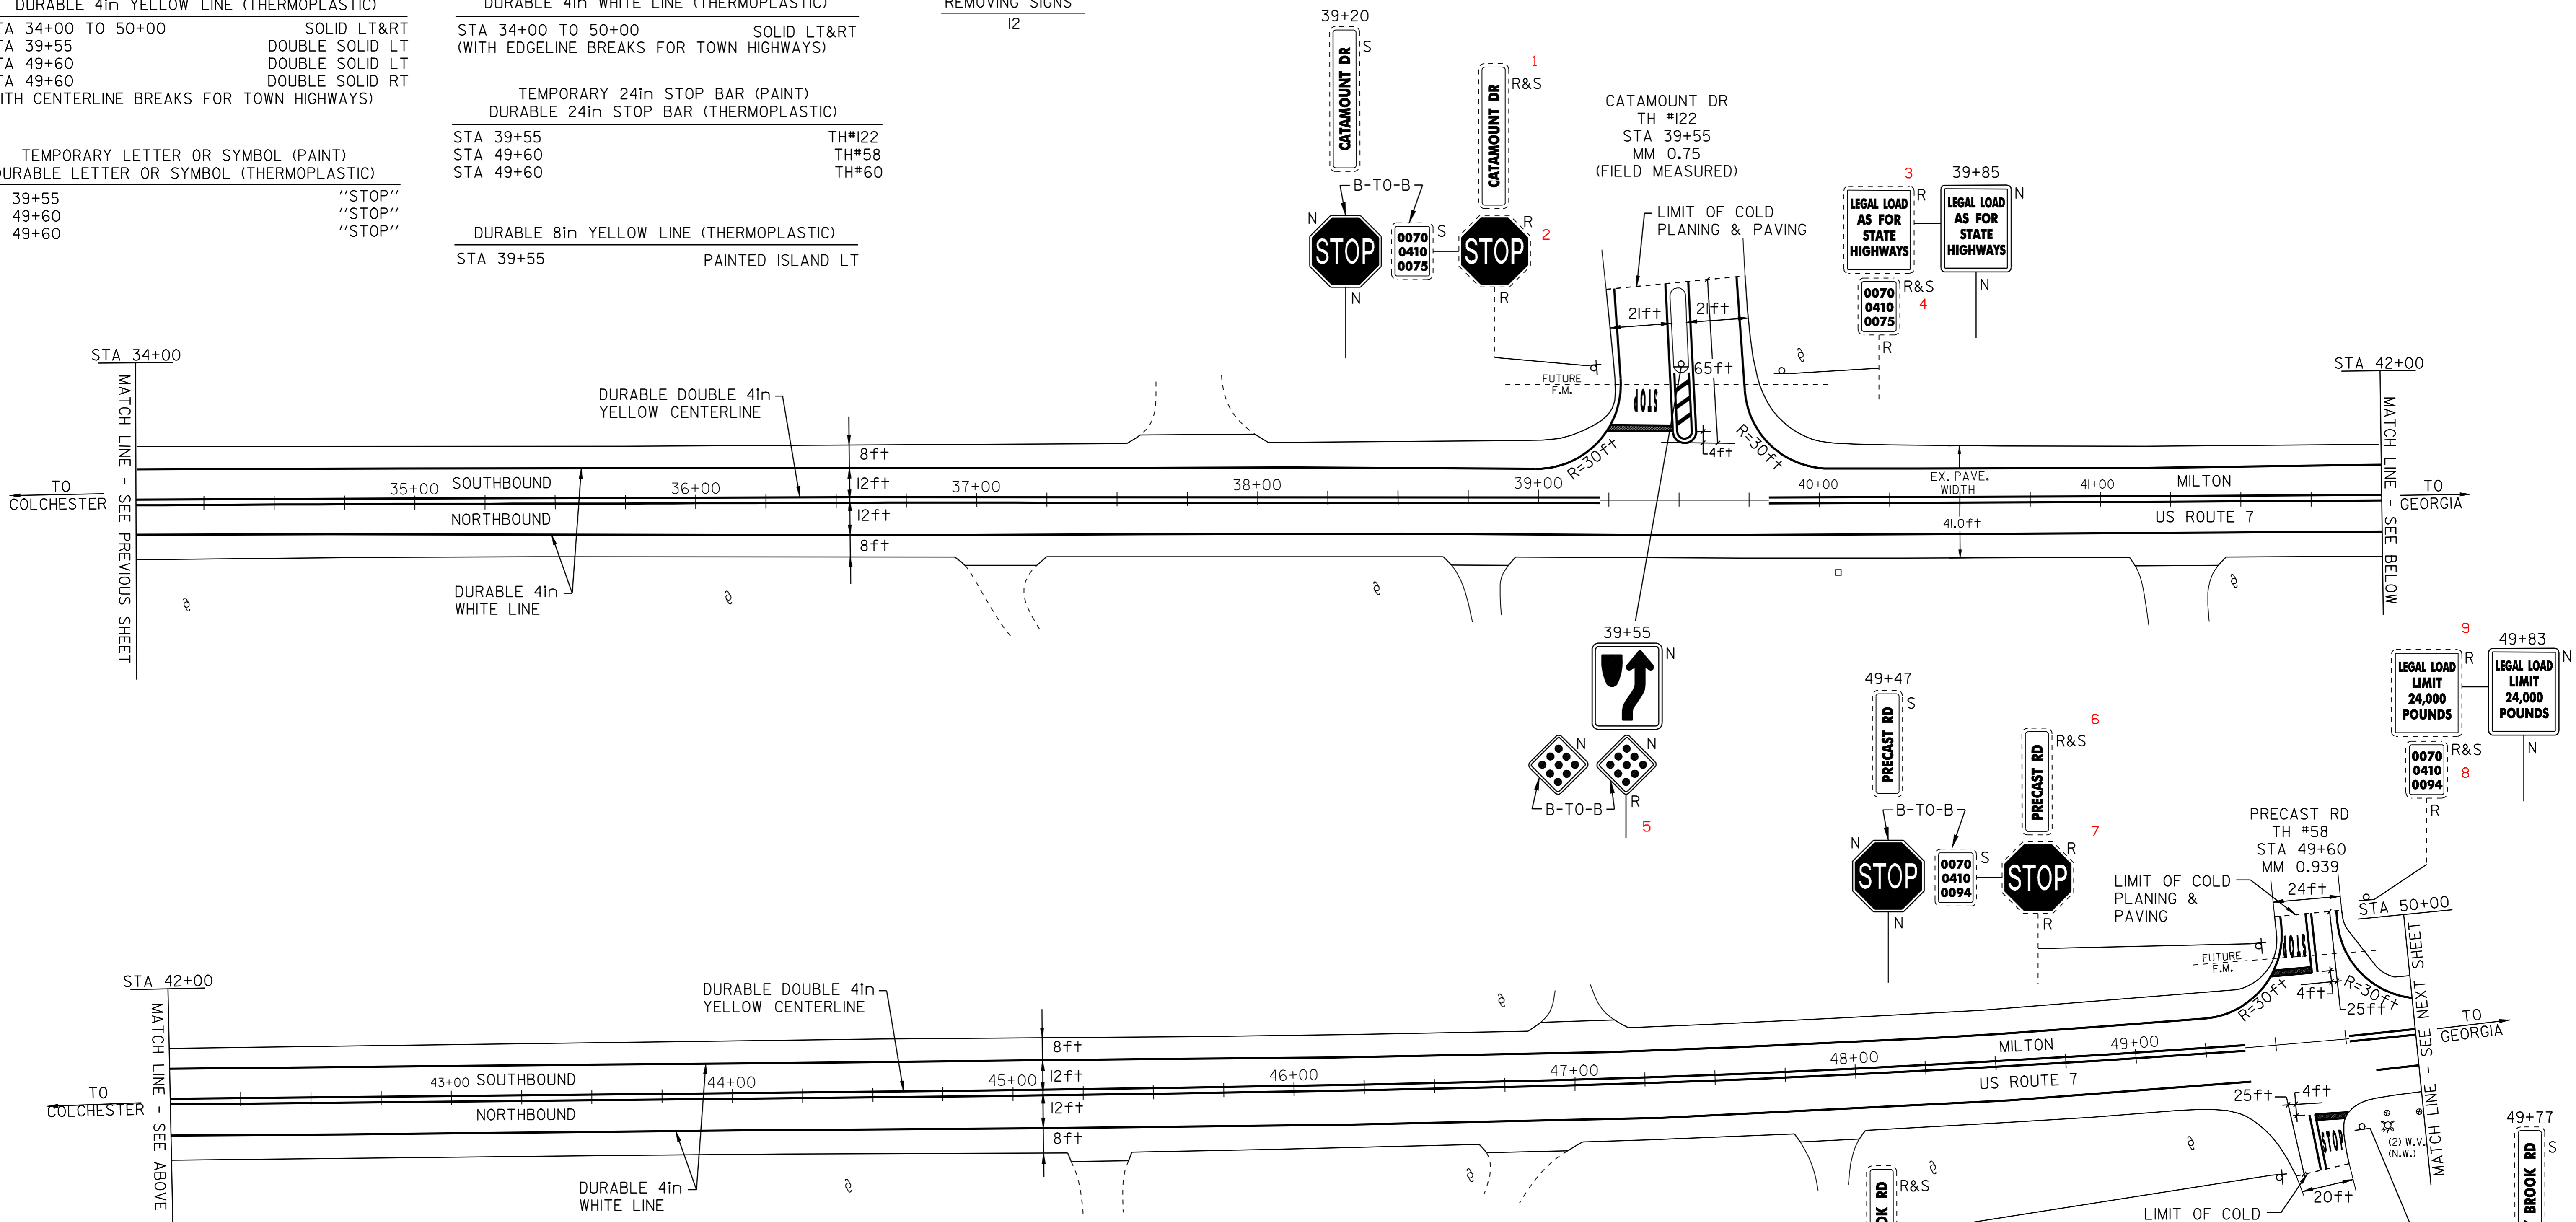 DURABLE 4in YELLOW LINE (THERMOPLASTIC)
TA 34+00 TO 50+00 SOLID LT&RT
TA 39+55 DOUBLE SOLID LT
TA 49+60 DOUBLE SOLID LT
TA 49+60 DOUBLE SOLID RT
ITH CENTERLINE BREAKS FOR TOWN HIGHWAYS)
TEMPORARY LETTER OR SYMBOL (PAINT)
DURABLE LETTER OR SYMBOL (THERMOPLASTIC)
39+55 "STOP"
49+60 "STOP"
49+60 "STOP"
DURABLE 4in WHITE LINE (THERMOPLASTIC)
STA 34+00 TO 50+00 SOLID LT&RT
(WITH EDGELINE BREAKS FOR TOWN HIGHWAYS)
TEMPORARY 24in STOP BAR (PAINT)
DURABLE 24in STOP BAR (THERMOPLASTIC)
STA 39+55 TH#122
STA 49+60 TH#58
STA 49+60 TH#60
DURABLE 8in YELLOW LINE (THERMOPLASTIC)
STA 39+55 PAINTED ISLAND LT
REMOVING SIGNS
12
39+20
CATAMOUNT DR
S
1
CATAMOUNT DR
R&S
B-TO-B
N
STOP
N
0070
0410
0075
S
STOP
R
2
R
CATAMOUNT DR
TH #122
STA 39+55
MM 0.75
(FIELD MEASURED)
LIMIT OF COLD
PLANING & PAVING
3
LEGAL LOAD
AS FOR
STATE
HIGHWAYS
R
39+85
LEGAL LOAD
AS FOR
STATE
HIGHWAYS
N
N
0070
0410
0075
R&S
4
R
21ft
21ft
65ft
FUTURE
F.M.
STOP
4ft
R=30ft
R=30ft
STA 34+00
MATCH LINE - SEE PREVIOUS SHEET
TO
COLCHESTER
DURABLE DOUBLE 4in
YELLOW CENTERLINE
SOUTHBOUND
NORTHBOUND
8ft
12ft
12ft
8ft
35+00
36+00
37+00
38+00
39+00
40+00
41+00
EX. PAVE.
WIDTH
41.0ft
MILTON
US ROUTE 7
STA 42+00
MATCH LINE - SEE BELOW
TO
GEORGIA
DURABLE 4in
WHITE LINE
39+55
N
N
N
B-TO-B
R
5
49+47
PRECAST RD
S
6
PRECAST RD
R&S
B-TO-B
N
STOP
N
0070
0410
0094
S
7
STOP
R
R
9
LEGAL LOAD
LIMIT
24,000
POUNDS
R
49+83
LEGAL LOAD
LIMIT
24,000
POUNDS
N
N
0070
0410
0094
R&S
8
R
PRECAST RD
TH #58
STA 49+60
MM 0.939
LIMIT OF COLD
PLANING &
PAVING
24ft
STA 50+00
FUTURE
F.M.
STOP
R=30ft
4ft
R=30ft
25ft
MATCH LINE - SEE NEXT SHEET
TO
GEORGIA
STA 42+00
MATCH LINE - SEE ABOVE
TO
COLCHESTER
DURABLE DOUBLE 4in
YELLOW CENTERLINE
SOUTHBOUND
NORTHBOUND
8ft
12ft
12ft
8ft
43+00
44+00
45+00
46+00
47+00
48+00
49+00
MILTON
US ROUTE 7
DURABLE 4in
WHITE LINE
25ft
4ft
STOP
20ft
(2) W.V.
(N.W.)
49+77
BROOK RD
S
OK RD
R&S
LIMIT OF COLD